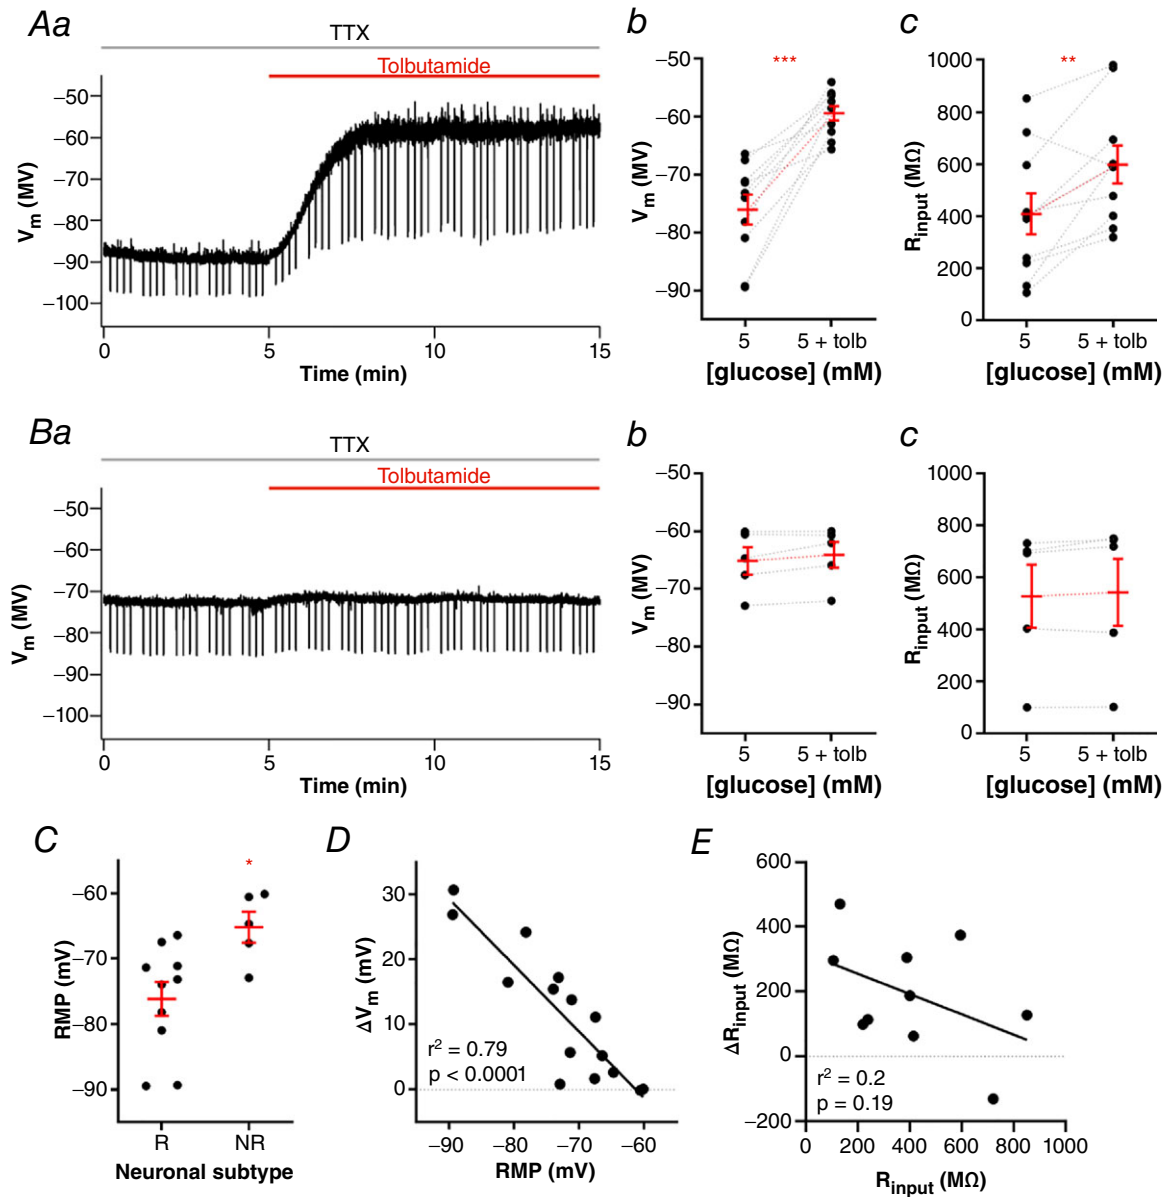 Aa
TTX
Tolbutamide
Vm (MV)
−50
−60
−70
−80
−90
−100
0 5 10 15
Time (min)
b
***
Vm (MV)
−50
−60
−70
−80
−90
5 5 + tolb
[glucose] (mM)
c
**
Rinput (MΩ)
1000
800
600
400
200
0
5 5 + tolb
[glucose] (mM)
Ba
TTX
Tolbutamide
Vm (MV)
−50
−60
−70
−80
−90
−100
0 5 10 15
Time (min)
b
Vm (MV)
−50
−60
−70
−80
−90
5 5 + tolb
[glucose] (mM)
c
Rinput (MΩ)
1000
800
600
400
200
0
5 5 + tolb
[glucose] (mM)
C
*
RMP (mV)
−60
−70
−80
−90
R NR
Neuronal subtype
D
ΔVm (mV)
30
20
10
0
r² = 0.79
p < 0.0001
−90 −80 −70 −60
RMP (mV)
E
ΔRinput (MΩ)
600
400
200
0
−200
r² = 0.2
p = 0.19
0 200 400 600 800 1000
Rinput (MΩ)